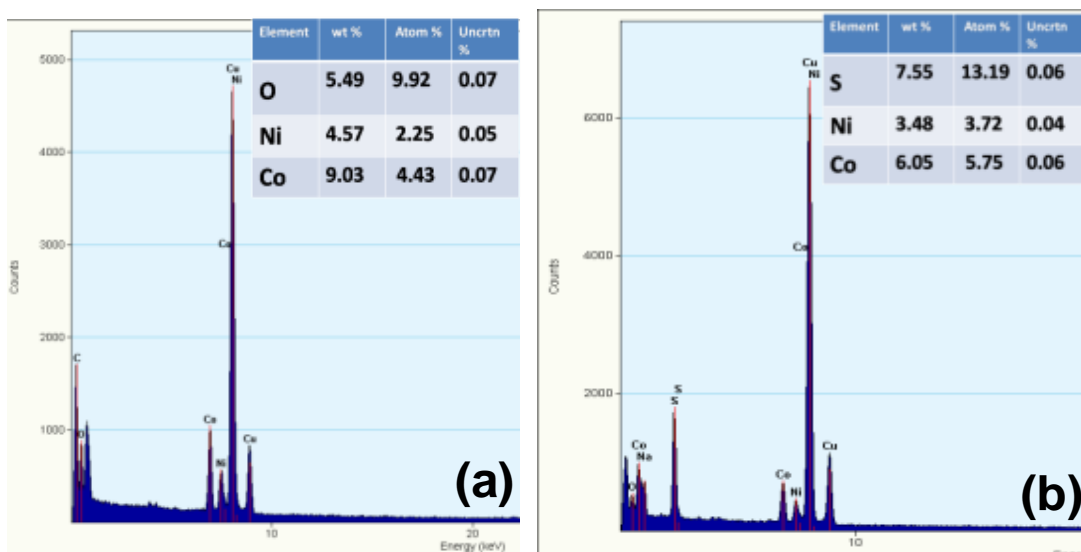 Element wt % Atom % Uncrtn %
O 5.49 9.92 0.07
Ni 4.57 2.25 0.05
Co 9.03 4.43 0.07
5000
4000
3000
2000
1000
Counts
Cu
Ni
Co
C
O
Co
Ni
Cu
10
20
Energy (keV)
(a)
Element wt % Atom % Uncrtn %
S 7.55 13.19 0.06
Ni 3.48 3.72 0.04
Co 6.05 5.75 0.06
6000
4000
2000
Counts
Cu
Ni
Co
S
S
Co
Na
O
Co
Ni
Cu
10
(b)